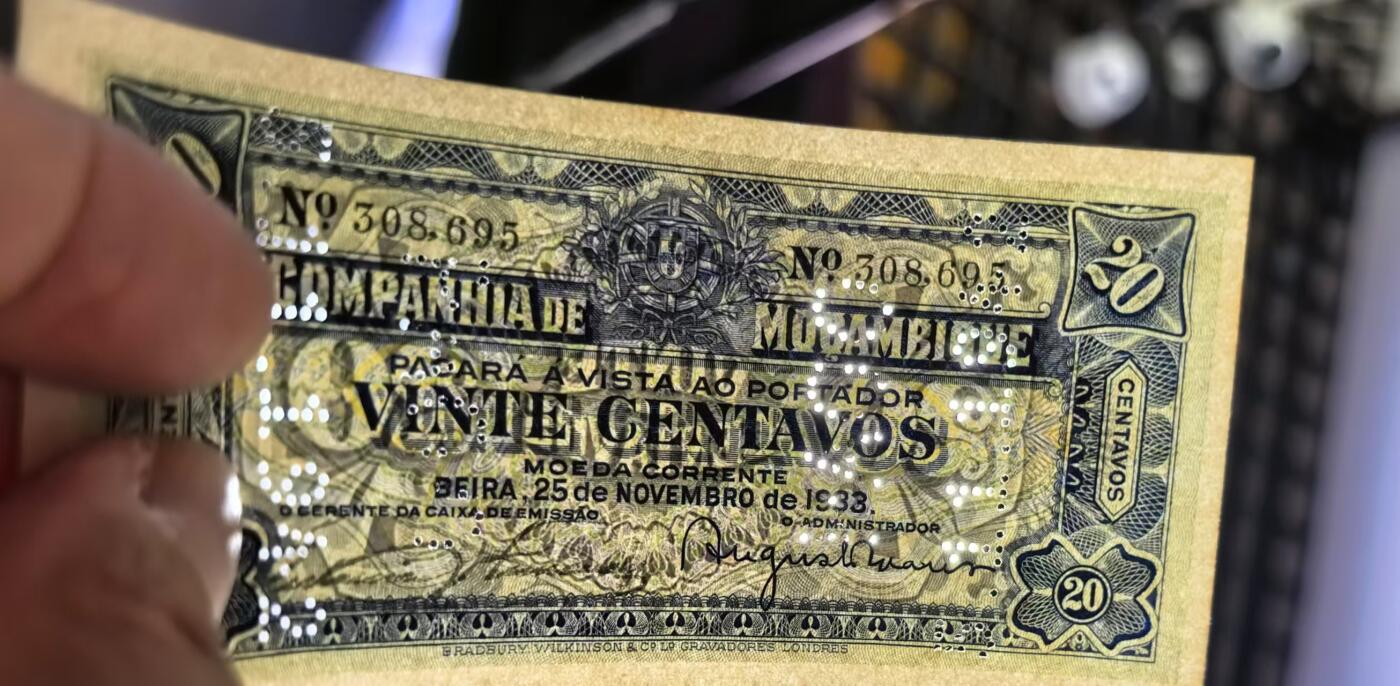 Nº 308.695
Nº 308.695
20
COMPANHIA DE MOÇAMBIQUE
PAGARÁ Á VISTA AO PORTADOR
VINTE CENTAVOS
CENTAVOS
MOEDA CORRENTE
BEIRA, 25 de NOVEMBRO de 1933.
O GERENTE DA CAIXA DE EMISSÃO
O ADMINISTRADOR
20
BRADBURY, WILKINSON & Cº Lº GRAVADORES LONDRES